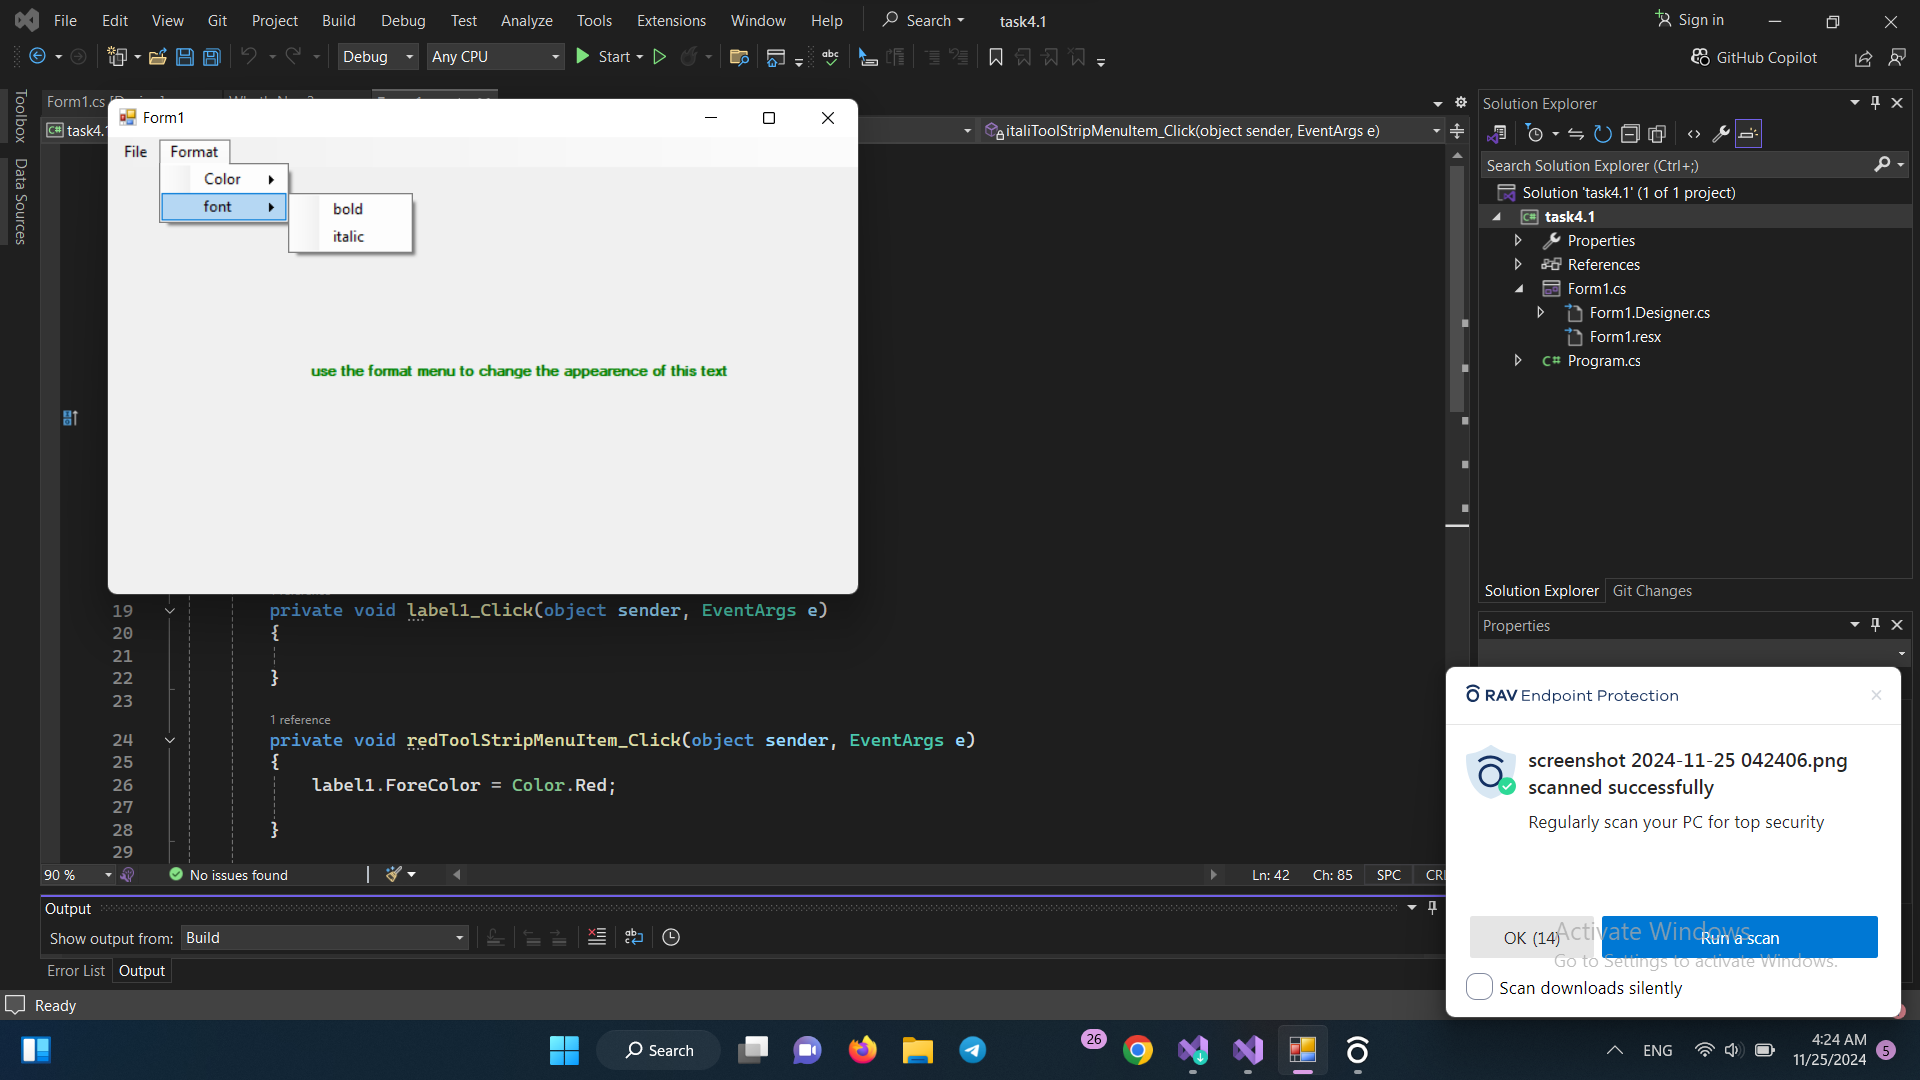 File Edit View Git Project Build Debug Test Analyze Tools Extensions Window Help Search task4.1 Sign in
Debug Any CPU Start GitHub Copilot
Form1.cs
task4.1
italiToolStripMenuItem_Click(object sender, EventArgs e)
Toolbox
Data Sources
Form1
File Format
Color
font
bold
italic
use the format menu to change the appearence of this text
19 private void label1_Click(object sender, EventArgs e)
20 {
21
22 }
23
1 reference
24 private void redToolStripMenuItem_Click(object sender, EventArgs e)
25 {
26 label1.ForeColor = Color.Red;
27
28 }
29
90 % No issues found Ln: 42 Ch: 85 SPC
Output
Show output from: Build
Error List Output
Ready
Solution Explorer
Search Solution Explorer (Ctrl+;)
Solution 'task4.1' (1 of 1 project)
task4.1
Properties
References
Form1.cs
Form1.Designer.cs
Form1.resx
C# Program.cs
Solution Explorer Git Changes
Properties
RAV Endpoint Protection
screenshot 2024-11-25 042406.png
scanned successfully
Regularly scan your PC for top security
OK (14) Run a scan
Activate Windows
Go to Settings to activate Windows.
Scan downloads silently
Search 26 ENG 4:24 AM
11/25/2024 5